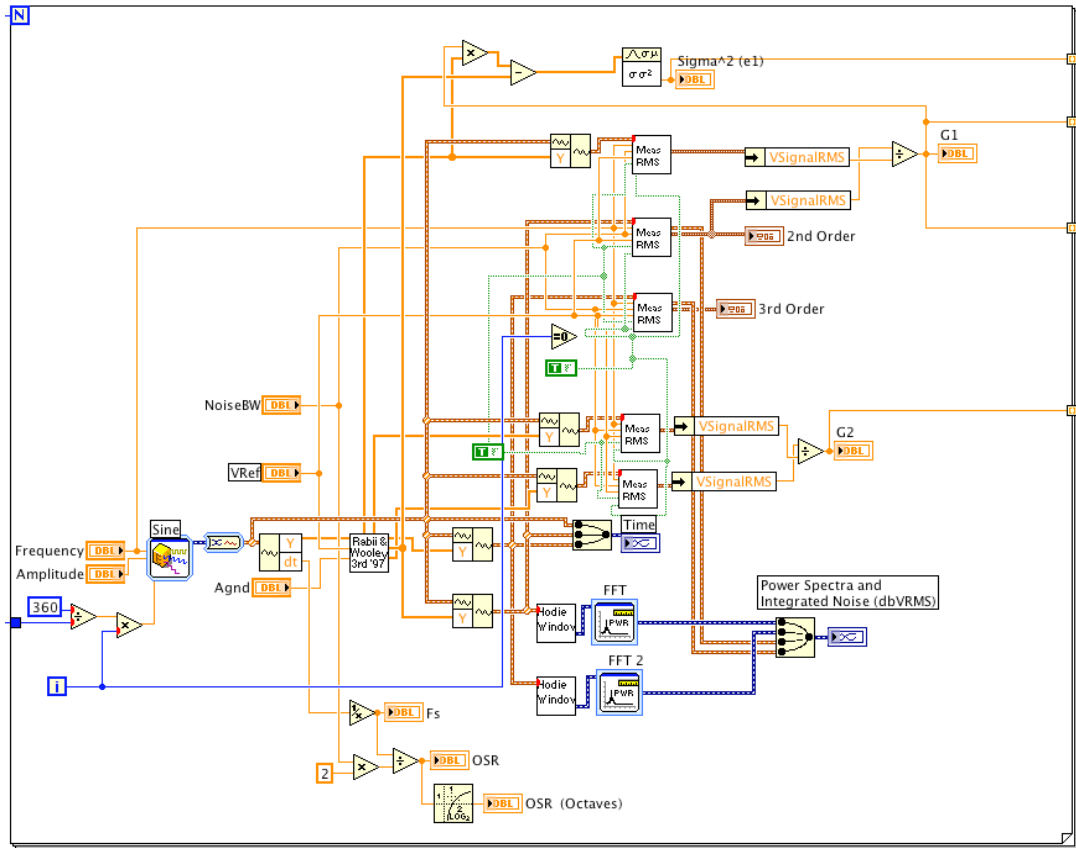 N
Sigma^2 (e1)
σ μ
σ σ²
DBL
G1
DBL
Y
Meas
RMS
VSignalRMS
VSignalRMS
Meas
RMS
2nd Order
Meas
RMS
3rd Order
=0
T F
NoiseBW
DBL
Y
Meas
RMS
VSignalRMS
G2
DBL
T F
VRef
DBL
Y
Meas
RMS
VSignalRMS
Sine
Time
Frequency
DBL
Y
dt
Rabii &
Wooley
3rd '97
Y
Amplitude
DBL
Agnd
DBL
Power Spectra and
Integrated Noise (dbVRMS)
360
FFT
Y
Hodie
Window
PWR
FFT 2
i
Hodie
Window
PWR
1/x
DBL
Fs
2
DBL
OSR
LOG2
DBL
OSR (Octaves)